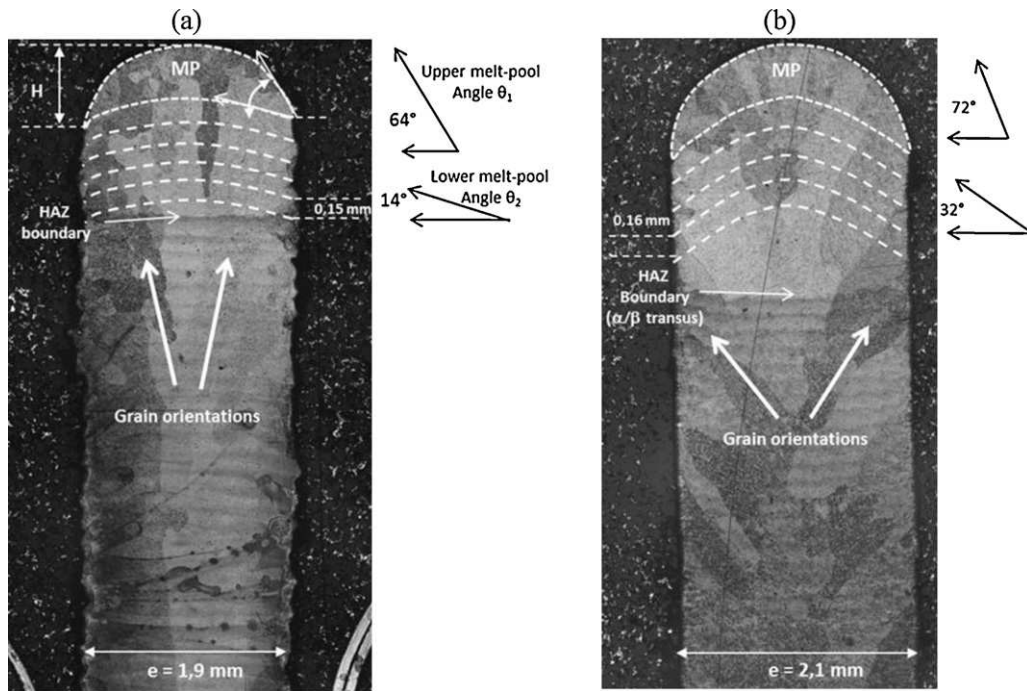 (a)
MP
H
Upper melt-pool
Angle θ₁
64°
Lower melt-pool
Angle θ₂
14°
0,15 mm
HAZ
boundary
Grain orientations
e = 1,9 mm
(b)
MP
72°
32°
0,16 mm
HAZ
Boundary
(α/β transus)
Grain orientations
e = 2,1 mm